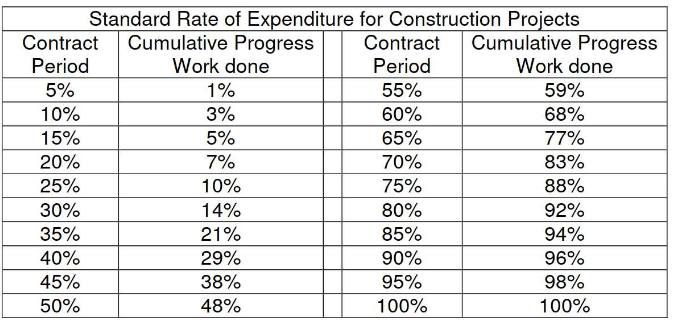 Standard Rate of Expenditure for Construction Projects
Contract Period Cumulative Progress Work done Contract Period Cumulative Progress Work done
5% 1% 55% 59%
10% 3% 60% 68%
15% 5% 65% 77%
20% 7% 70% 83%
25% 10% 75% 88%
30% 14% 80% 92%
35% 21% 85% 94%
40% 29% 90% 96%
45% 38% 95% 98%
50% 48% 100% 100%